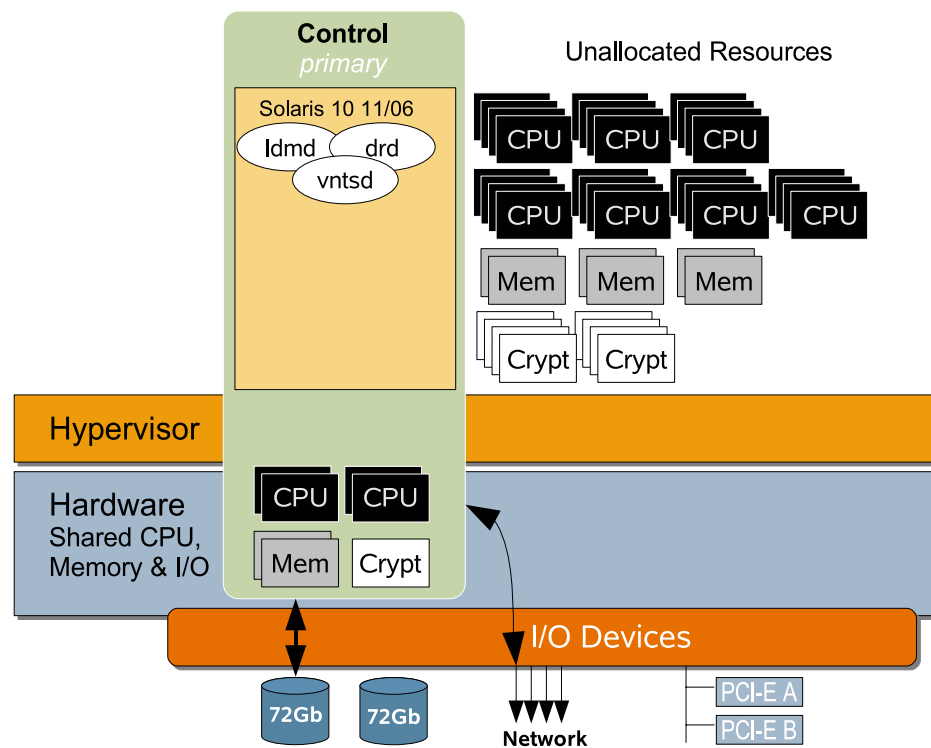 Control
primary
Unallocated Resources
Solaris 10 11/06
ldmd drd
vntsd
CPU CPU CPU
CPU CPU CPU CPU
Mem Mem Mem
Crypt Crypt
Hypervisor
Hardware
Shared CPU,
Memory & I/O
CPU CPU
Mem Crypt
I/O Devices
72Gb 72Gb
Network
PCI-E A
PCI-E B